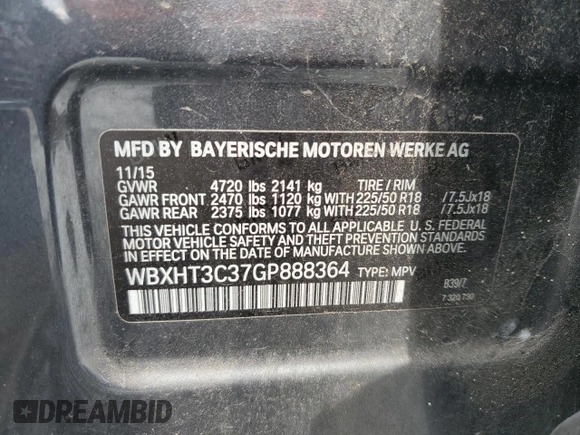 MFD BY BAYERISCHE MOTOREN WERKE AG
11/15
GVWR 4720 lbs 2141 kg TIRE / RIM
GAWR FRONT 2470 lbs 1120 kg WITH 225/50 R18 / 7.5Jx18
GAWR REAR 2375 lbs 1077 kg WITH 225/50 R18 / 7.5Jx18
THIS VEHICLE CONFORMS TO ALL APPLICABLE U. S. FEDERAL
MOTOR VEHICLE SAFETY, BUMPER, AND THEFT PREVENTION STANDARDS
IN EFFECT ON THE DATE OF MANUFACTURE SHOWN ABOVE.
WBXHT3C37GP888364 TYPE: MPV
B39/7
7 320 730
DREAMBID